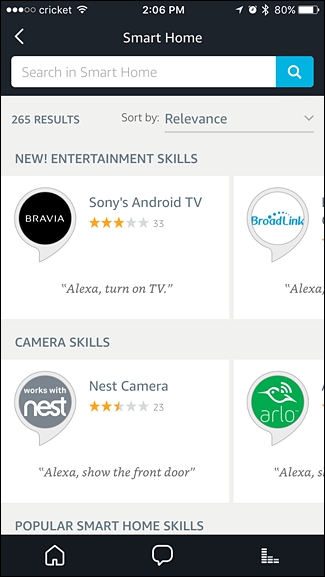 cricket 2:06 PM 80%
Smart Home
Search in Smart Home
265 RESULTS Sort by: Relevance
NEW! ENTERTAINMENT SKILLS
BRAVIA
Sony's Android TV
33
"Alexa, turn on TV."
BroadLink
"Alexa,
CAMERA SKILLS
works with
nest
Nest Camera
23
"Alexa, show the front door"
arlo
"Alexa, s
POPULAR SMART HOME SKILLS